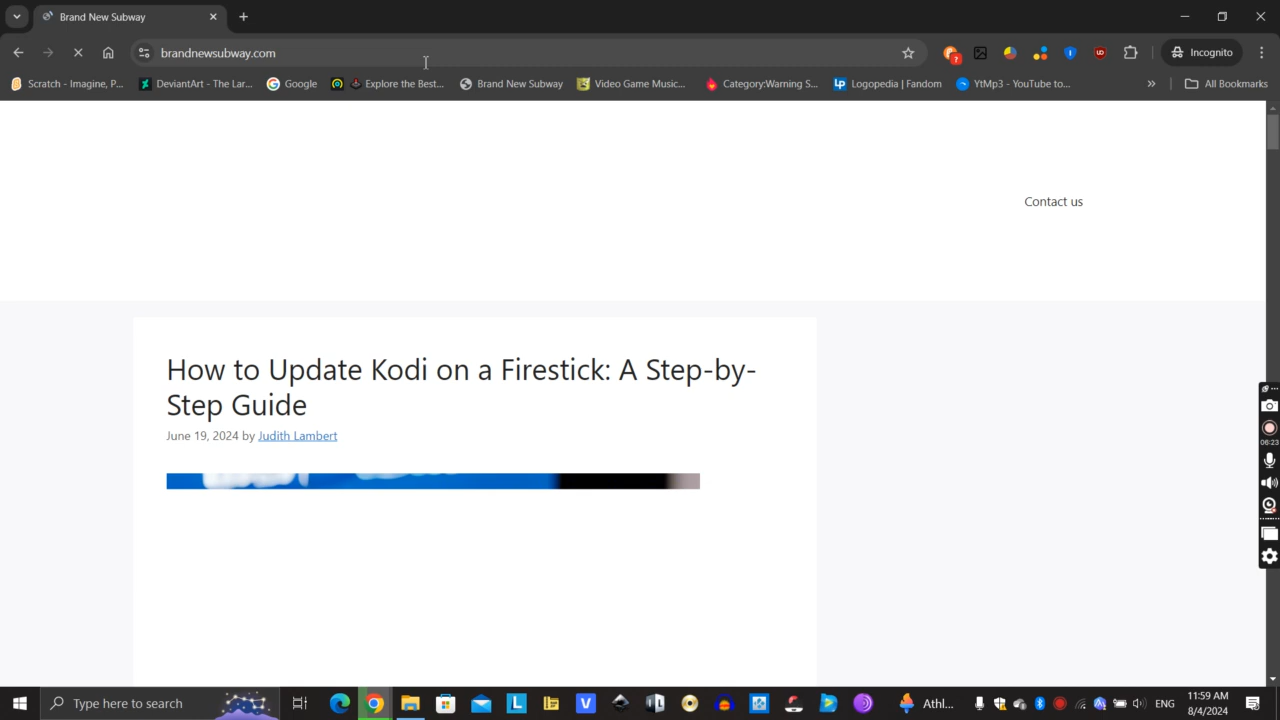 Brand New Subway
brandnewsubway.com
7
Incognito
Scratch - Imagine, P...
DeviantArt - The Lar...
Google
Explore the Best...
Brand New Subway
Video Game Music...
Category:Warning S...
Logopedia | Fandom
YtMp3 - YouTube to...
»
All Bookmarks
Contact us
How to Update Kodi on a Firestick: A Step-by-
Step Guide
June 19, 2024 by Judith Lambert
06:23
Type here to search
Athl...
ENG
11:59 AM
8/4/2024